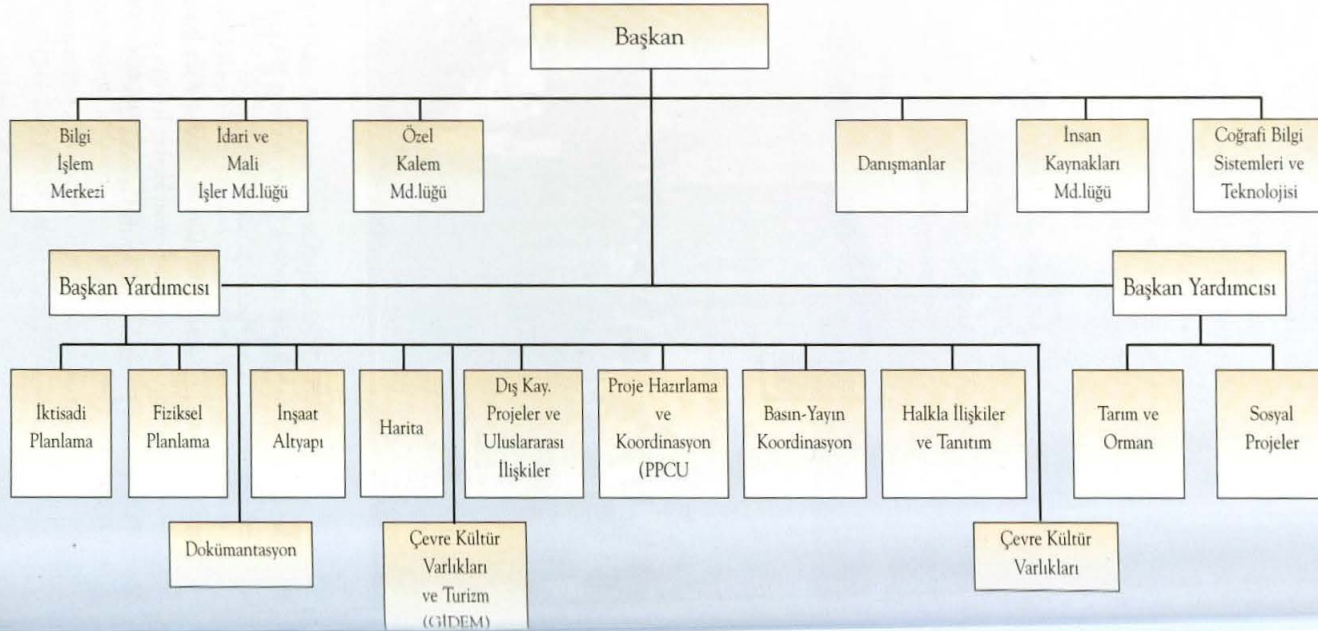 Başkan
Bilgi
İşlem
Merkezi
İdari ve
Mali
İşler Md.lüğü
Özel
Kalem
Md.lüğü
Danışmanlar
İnsan
Kaynakları
Md.lüğü
Coğrafi Bilgi
Sistemleri ve
Teknolojisi
Başkan Yardımcısı
Başkan Yardımcısı
İktisadi
Planlama
Fiziksel
Planlama
İnşaat
Altyapı
Harita
Dış Kay.
Projeler ve
Uluslararası
İlişkiler
Proje Hazırlama
ve
Koordinasyon
(PPCU
Basın-Yayın
Koordinasyon
Halkla İlişkiler
ve Tanıtım
Tarım ve
Orman
Sosyal
Projeler
Dokümantasyon
Çevre Kültür
Varlıkları
ve Turizm
(GİDEM)
Çevre Kültür
Varlıkları